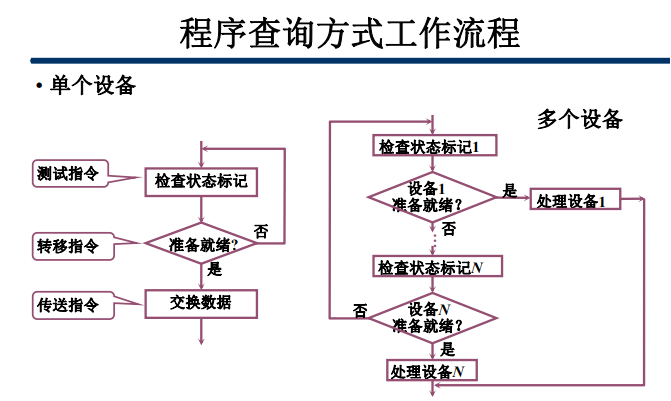 程序查询方式工作流程
• 单个设备
测试指令
检查状态标记
转移指令
准备就绪?
否
是
传送指令
交换数据
多个设备
检查状态标记1
设备1
准备就绪?
是
处理设备1
否
检查状态标记N
设备N
准备就绪?
否
是
处理设备N